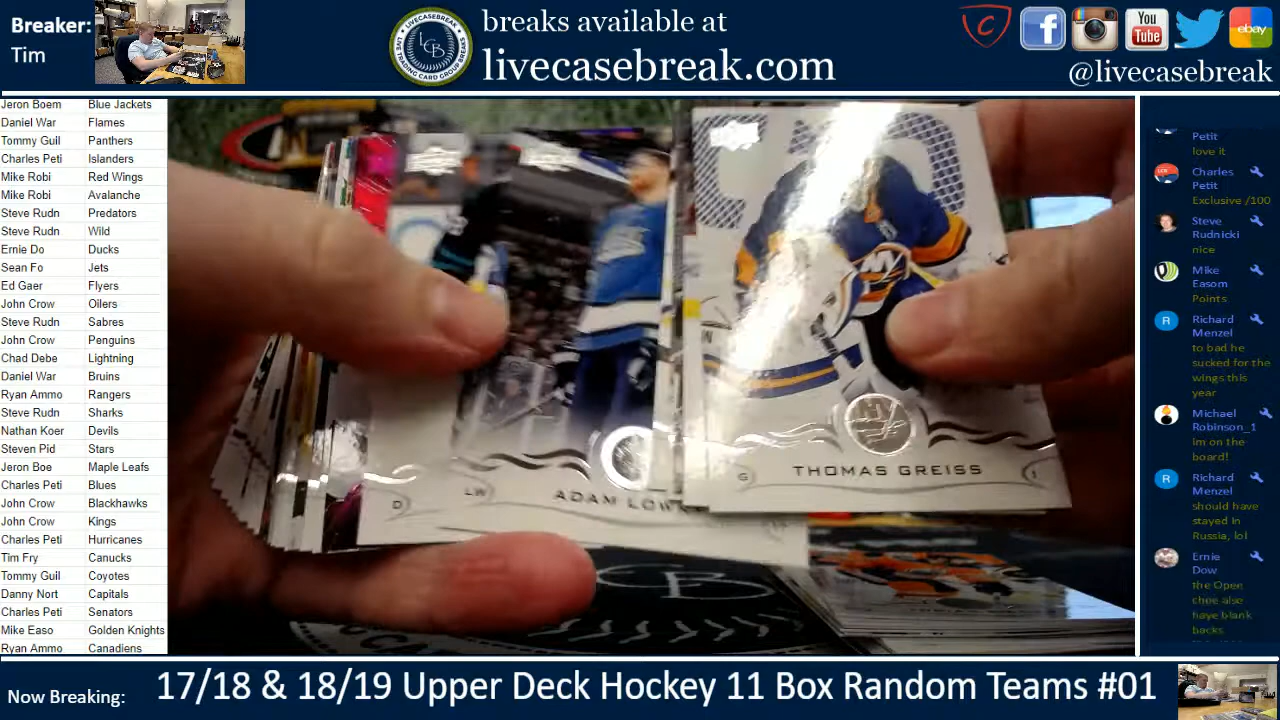 Breaker:
Tim
LCB
LIVECASEBREAK
breaks available at
livecasebreak.com
You
Tube
ebay
@livecasebreak
Jeron Boem Blue Jackets
Daniel War Flames
Tommy Guil Panthers
Charles Peti Islanders
Mike Robi Red Wings
Mike Robi Avalanche
Steve Rudn Predators
Steve Rudn Wild
Ernie Do Ducks
Sean Fo Jets
Ed Gaer Flyers
John Crow Oilers
Steve Rudn Sabres
John Crow Penguins
Chad Debe Lightning
Daniel War Bruins
Ryan Ammo Rangers
Steve Rudn Sharks
Nathan Koer Devils
Steven Pid Stars
Jeron Boe Maple Leafs
Charles Peti Blues
John Crow Blackhawks
John Crow Kings
Charles Peti Hurricanes
Tim Fry Canucks
Tommy Guil Coyotes
Danny Nort Capitals
Charles Peti Senators
Mike Easo Golden Knights
Ryan Ammo Canadiens
D
LW
ADAM
G
THOMAS GREISS
Petit
love it
Charles
Petit
Exclusive /100
Steve
Rudnicki
nice
Mike
Easom
Points
R
Richard
Menzel
to bad he
sucked for the
wings this
year
Michael
Robinson_1
Im on the
board!
R
Richard
Menzel
should have
stayed in
Russia, lol
Ernie
Dow
the Opee
chee also
have blank
backs
Now Breaking:
17/18 & 18/19 Upper Deck Hockey 11 Box Random Teams #01